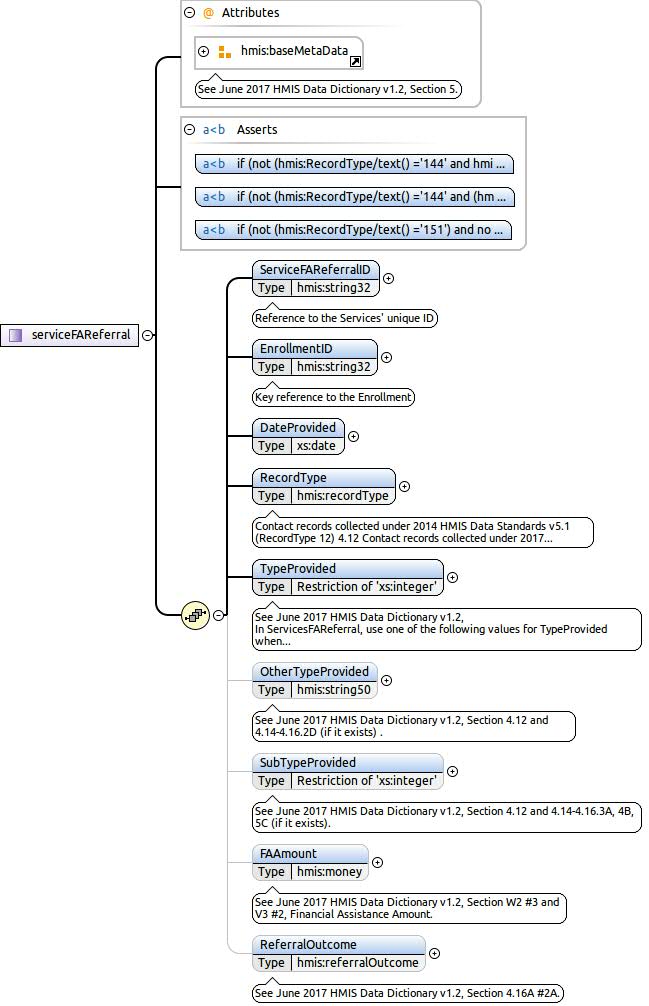 @ Attributes
hmis:baseMetaData
See June 2017 HMIS Data Dictionary v1.2, Section 5.
a<b Asserts
a<b if (not (hmis:RecordType/text() ='144' and hmi ...
a<b if (not (hmis:RecordType/text() ='144' and (hm ...
a<b if (not (hmis:RecordType/text() ='151') and no ...
serviceFAReferral
ServiceFAReferralID
Type hmis:string32
Reference to the Services' unique ID
EnrollmentID
Type hmis:string32
Key reference to the Enrollment
DateProvided
Type xs:date
RecordType
Type hmis:recordType
Contact records collected under 2014 HMIS Data Standards v5.1
(RecordType 12) 4.12 Contact records collected under 2017...
TypeProvided
Type Restriction of 'xs:integer'
See June 2017 HMIS Data Dictionary v1.2,
In ServicesFAReferral, use one of the following values for TypeProvided
when...
OtherTypeProvided
Type hmis:string50
See June 2017 HMIS Data Dictionary v1.2, Section 4.12 and
4.14-4.16.2D (if it exists) .
SubTypeProvided
Type Restriction of 'xs:integer'
See June 2017 HMIS Data Dictionary v1.2, Section 4.12 and 4.14-4.16.3A, 4B,
5C (if it exists).
FAAmount
Type hmis:money
See June 2017 HMIS Data Dictionary v1.2, Section W2 #3 and
V3 #2, Financial Assistance Amount.
ReferralOutcome
Type hmis:referralOutcome
See June 2017 HMIS Data Dictionary v1.2, Section 4.16A #2A.